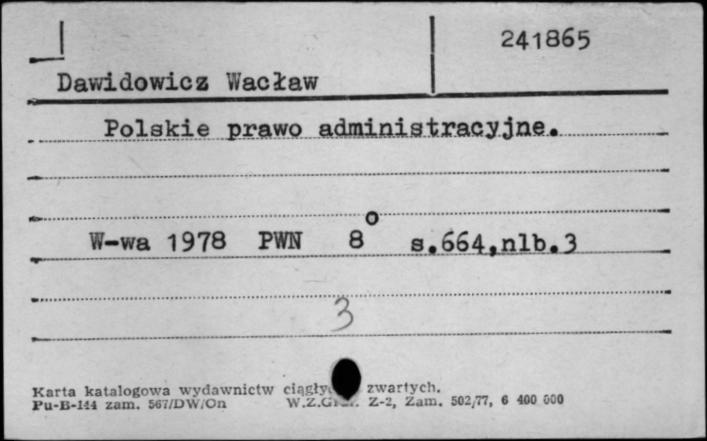 241865
Dawidowicz Wacław
Polskie prawo administracyjne.
W-wa 1978 PWN 8° s.664,nlb.3
3
Karta katalogowa wydawnictw zwartych.
Pu-B-144 zam. 567/DW/On Z-2, Zam. 502/77, 6 400 000